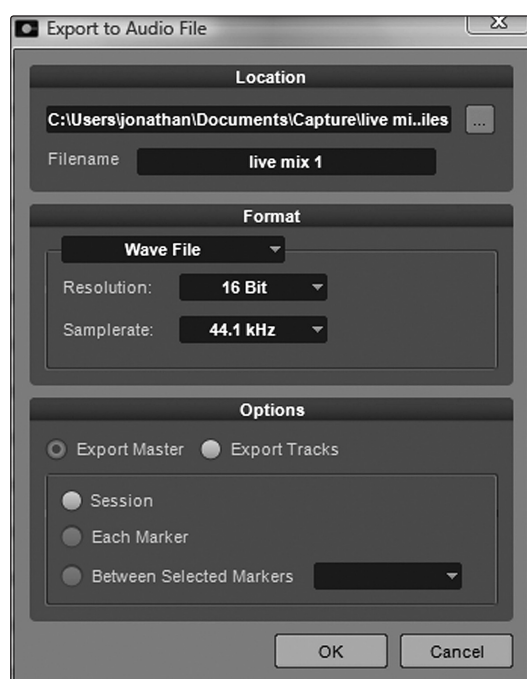 Export to Audio File
Location
C:\Users\jonathan\Documents\Capture\live mi..iles ...
Filename live mix 1
Format
Wave File
Resolution: 16 Bit
Samplerate: 44.1 kHz
Options
Export Master Export Tracks
Session
Each Marker
Between Selected Markers
OK Cancel